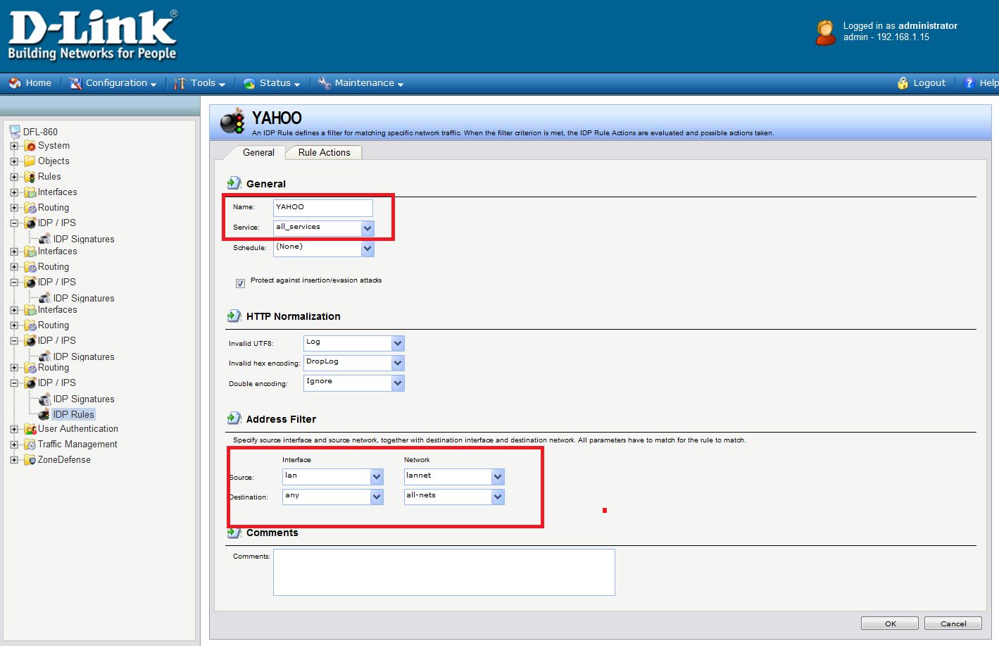 D-Link®
Building Networks for People
Logged in as administrator
admin - 192.168.1.15
Home Configuration Tools Status Maintenance Logout Help
DFL-860
System
Objects
Rules
Interfaces
Routing
IDP / IPS
IDP Signatures
Interfaces
Routing
IDP / IPS
IDP Signatures
Interfaces
Routing
IDP / IPS
IDP Signatures
Routing
IDP / IPS
IDP Signatures
IDP Rules
User Authentication
Traffic Management
ZoneDefense
YAHOO
An IDP Rule defines a filter for matching specific network traffic. When the filter criterion is met, the IDP Rule Actions are evaluated and possible actions taken.
General Rule Actions
General
Name: YAHOO
Service: all_services
Schedule: (None)
Protect against insertion/evasion attacks
HTTP Normalization
Invalid UTF8: Log
Invalid hex encoding: DropLog
Double encoding: Ignore
Address Filter
Specify source interface and source network, together with destination interface and destination network. All parameters have to match for the rule to match.
Interface Network
Source: lan lannet
Destination: any all-nets
Comments
Comments:
OK Cancel